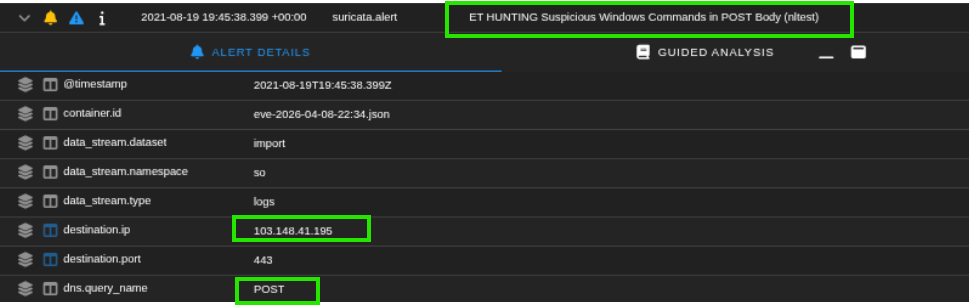 2021-08-19 19:45:38.399 +00:00 suricata.alert ET HUNTING Suspicious Windows Commands in POST Body (nltest)
ALERT DETAILS GUIDED ANALYSIS
@timestamp 2021-08-19T19:45:38.399Z
container.id eve-2026-04-08-22:34.json
data_stream.dataset import
data_stream.namespace so
data_stream.type logs
destination.ip 103.148.41.195
destination.port 443
dns.query_name POST